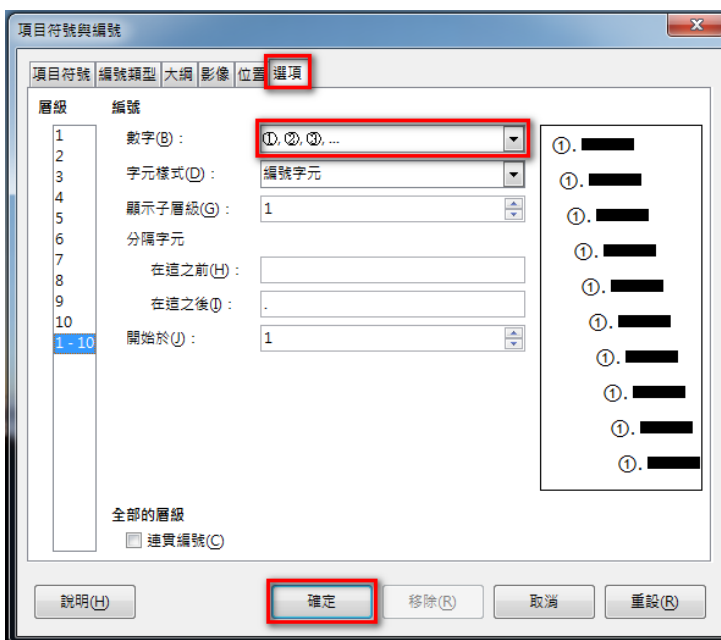 項目符號與編號
項目符號 編號類型 大綱 影像 位置 選項
層級 編號
1
2
3
4
5
6
7
8
9
10
1 - 10
數字(B)： ①, ②, ③, ...
字元樣式(D)： 編號字元
顯示子層級(G)： 1
分隔字元
在這之前(H)：
在這之後(I)： .
開始於(J)： 1
①.
①.
①.
①.
①.
①.
①.
①.
①.
①.
全部的層級
連貫編號(C)
說明(H) 確定 移除(R) 取消 重設(R)